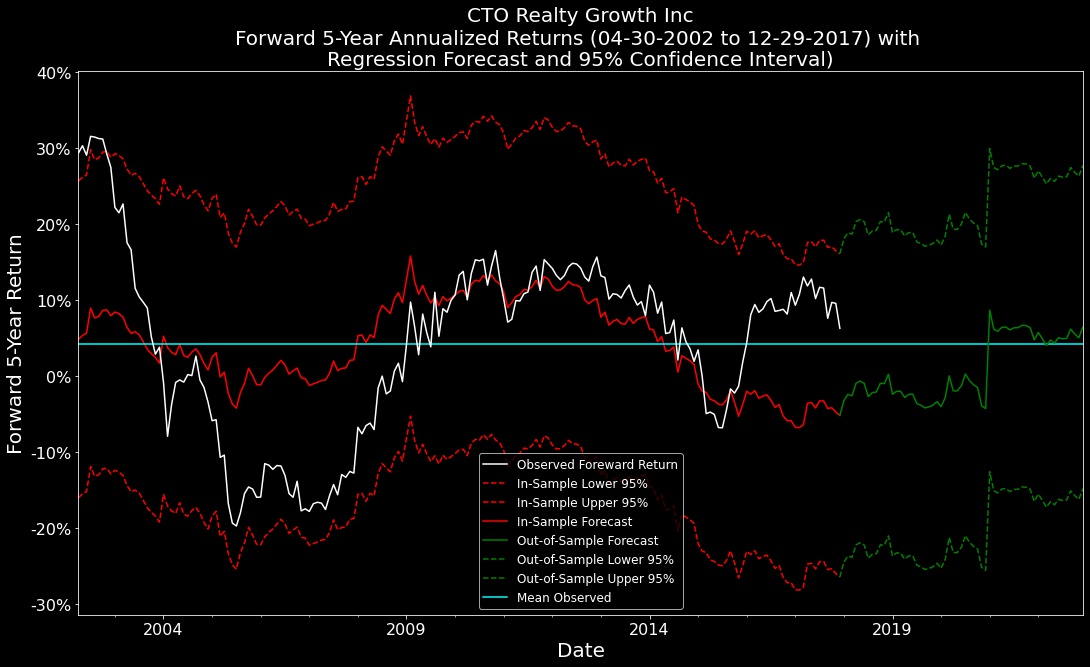 CTO Realty Growth Inc
Forward 5-Year Annualized Returns (04-30-2002 to 12-29-2017) with
Regression Forecast and 95% Confidence Interval)
40%
30%
20%
10%
0%
-10%
-20%
-30%
Forward 5-Year Return
Observed Foreward Return
In-Sample Lower 95%
In-Sample Upper 95%
In-Sample Forecast
Out-of-Sample Forecast
Out-of-Sample Lower 95%
Out-of-Sample Upper 95%
Mean Observed
2004
2009
2014
2019
Date